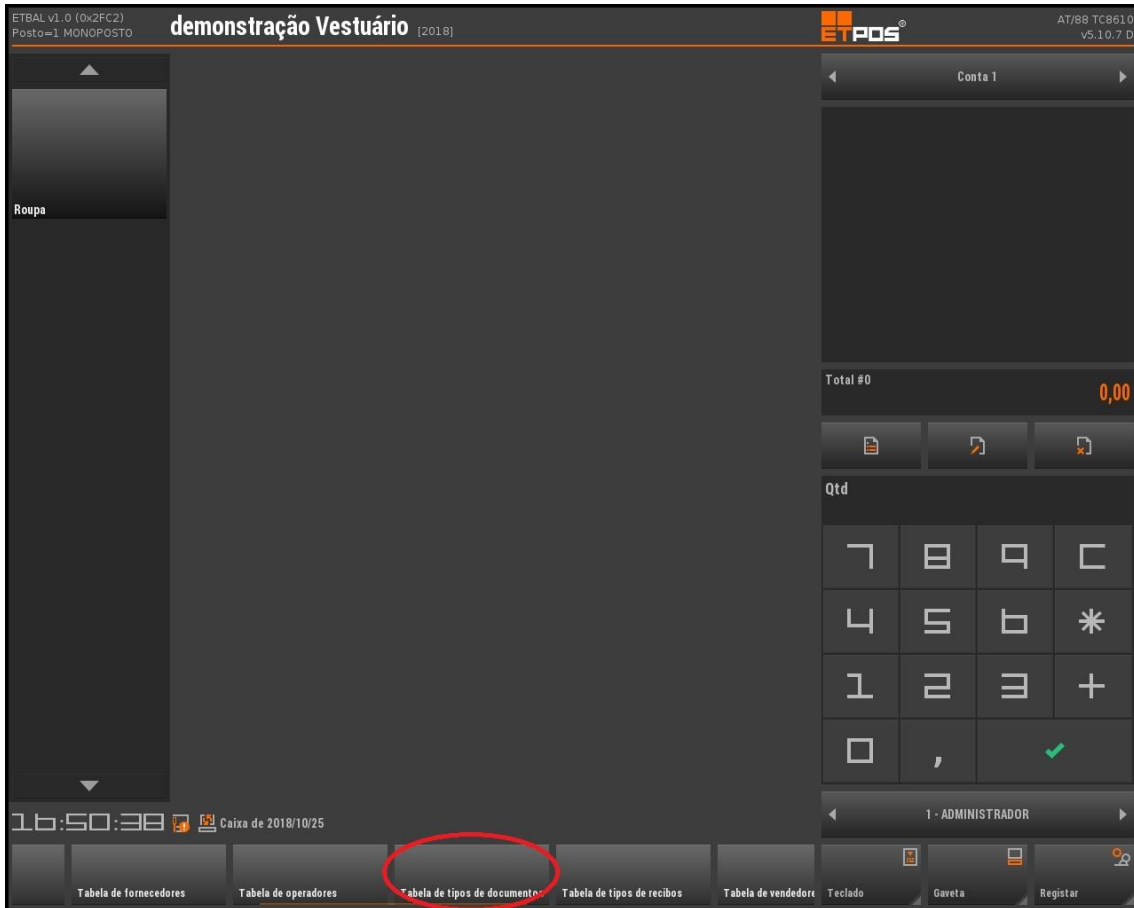 ETBAL v1.0 (0x2FC2)
Posto=1 MONOPOSTO
demonstração Vestuário [2018]
ETPOS®
AT/88 TC8610
v5.10.7 D
Conta 1
Roupa
Total #0
0,00
Qtd
7 8 9 C
4 5 6 *
1 2 3 +
0 ,
16:50:38 Caixa de 2018/10/25
1 - ADMINISTRADOR
Tabela de fornecedores
Tabela de operadores
Tabela de tipos de documentos
Tabela de tipos de recibos
Tabela de vendedore
Teclado
Gaveta
Registar